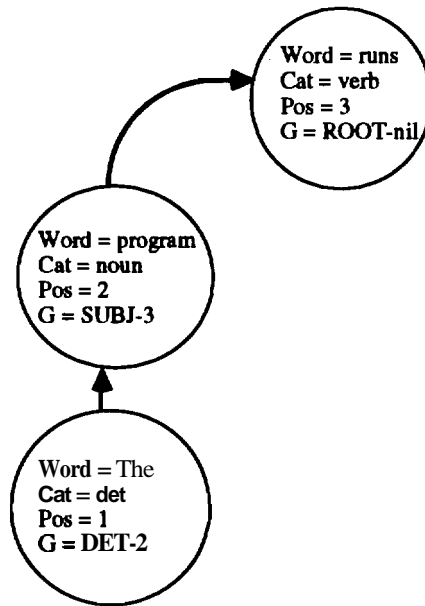 Word = runs
Cat = verb
Pos = 3
G = ROOT-nil
Word = program
Cat = noun
Pos = 2
G = SUBJ-3
Word = The
Cat = det
Pos = 1
G = DET-2